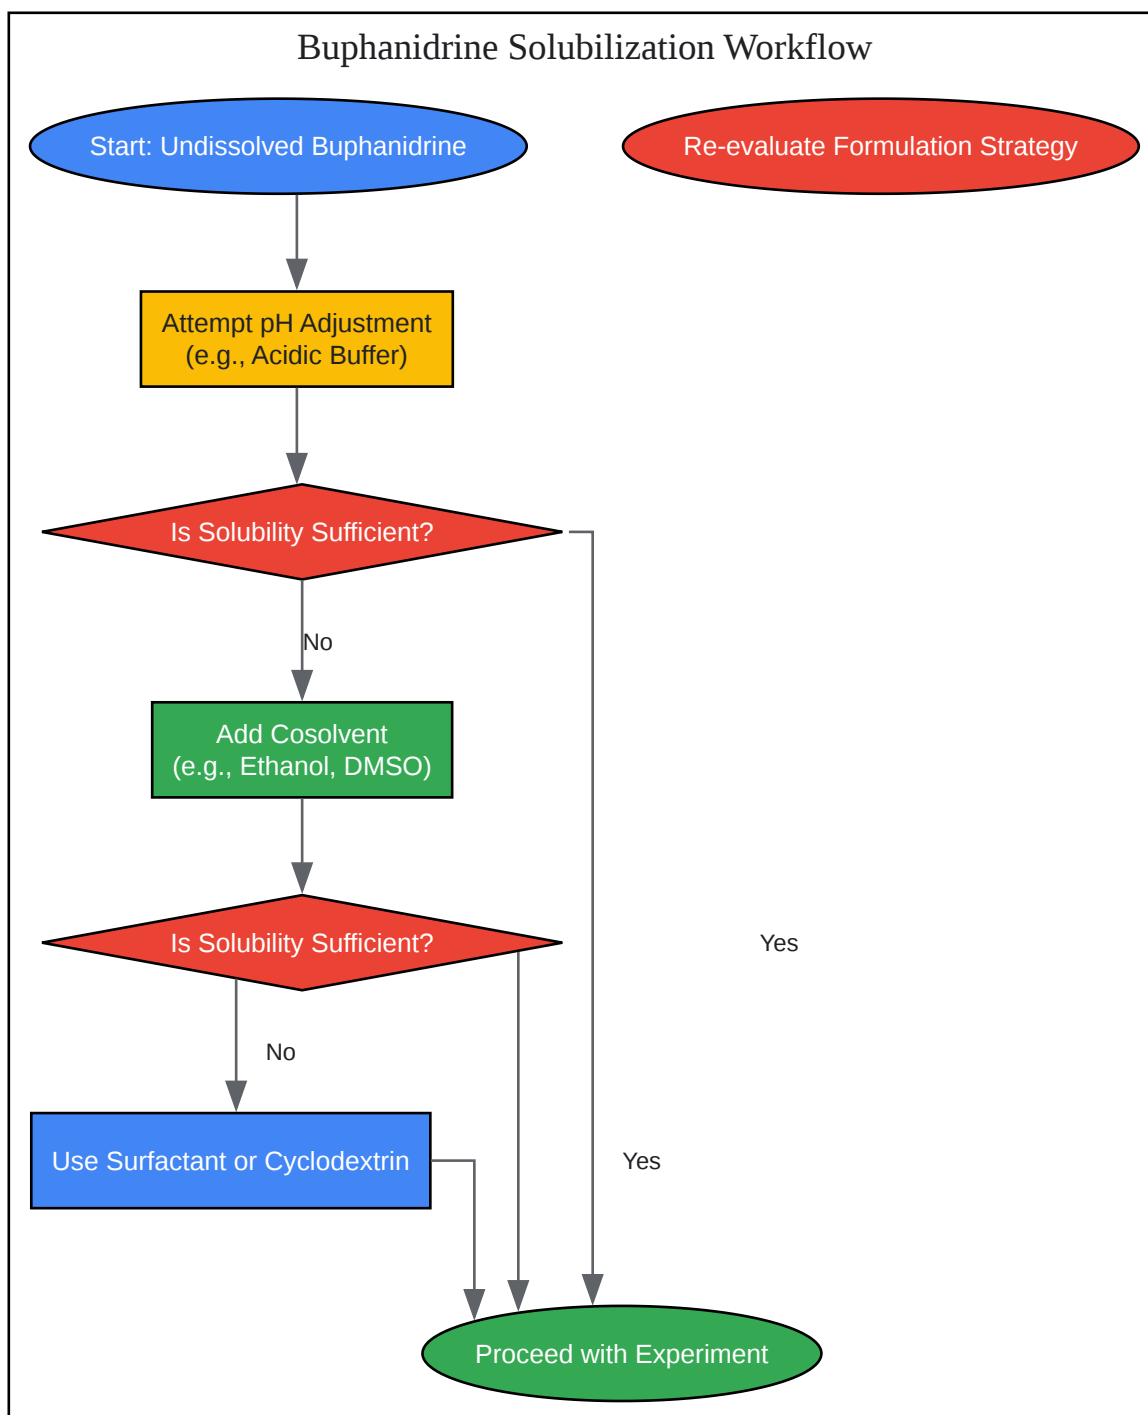 Buphanidrine Solubilization Workflow
Start: Undissolved Buphanidrine
Re-evaluate Formulation Strategy
Attempt pH Adjustment
(e.g., Acidic Buffer)
Is Solubility Sufficient?
No
Add Cosolvent
(e.g., Ethanol, DMSO)
Is Solubility Sufficient?
Yes
No
Use Surfactant or Cyclodextrin
Yes
Proceed with Experiment